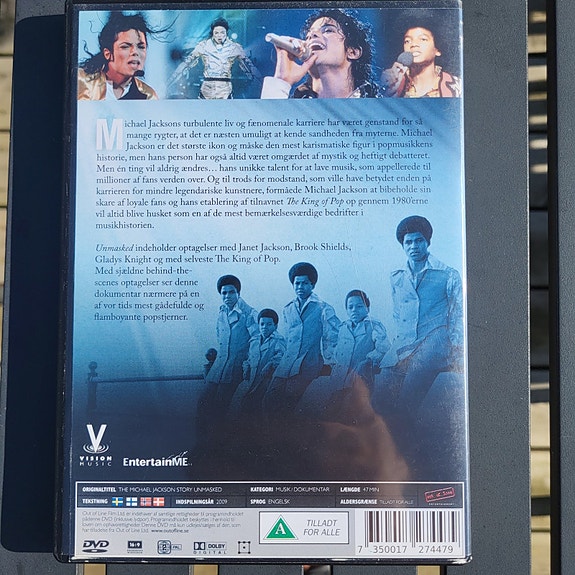 Michael Jacksons turbulente liv og fænomenale karriere har været genstand for så
mange rygter, at det er næsten umuligt at kende sandheden fra myterne. Michael
Jackson er det største ikon og måske den mest karismatiske figur i popmusikkens
historie, men hans person har også altid været omgærdet af mystik og heftigt debatteret.
Men én ting vil aldrig ændres... hans unikke talent for at lave musik, som appellerede til
millioner af fans verden over. Og til trods for modstand, som ville have betydet enden på
karrieren for mindre legendariske kunstnere, formåede Michael Jackson at bibeholde sin
skare af loyale fans og hans etablering af tilnavnet The King of Pop op gennem 1980'erne
vil altid blive husket som en af de mest bemærkelsesværdige bedrifter i
musikhistorien.
Unmasked indeholder optagelser med Janet Jackson, Brook Shields,
Gladys Knight og med selveste The King of Pop.
Med sjældne behind-the-
scenes optagelser ser denne
dokumentar nærmere på en
af vor tids mest gådefulde og
flamboyante popstjerner.
V
VISION
MUSIC
EntertainME
ORIGINALTITEL THE MICHAEL JACKSON STORY UNMASKED KATEGORI MUSIK / DOKUMENTAR LÆNGDE 47 MIN
TEKSTNING INDSPILNINGSÅR 2009 SPROG ENGELSK ALDERSGRÆNSE TILLADT FOR ALLE
A
TILLADT
FOR ALLE
DVD
16:9
PAL
DOLBY
DIGITAL
7 350017 274479